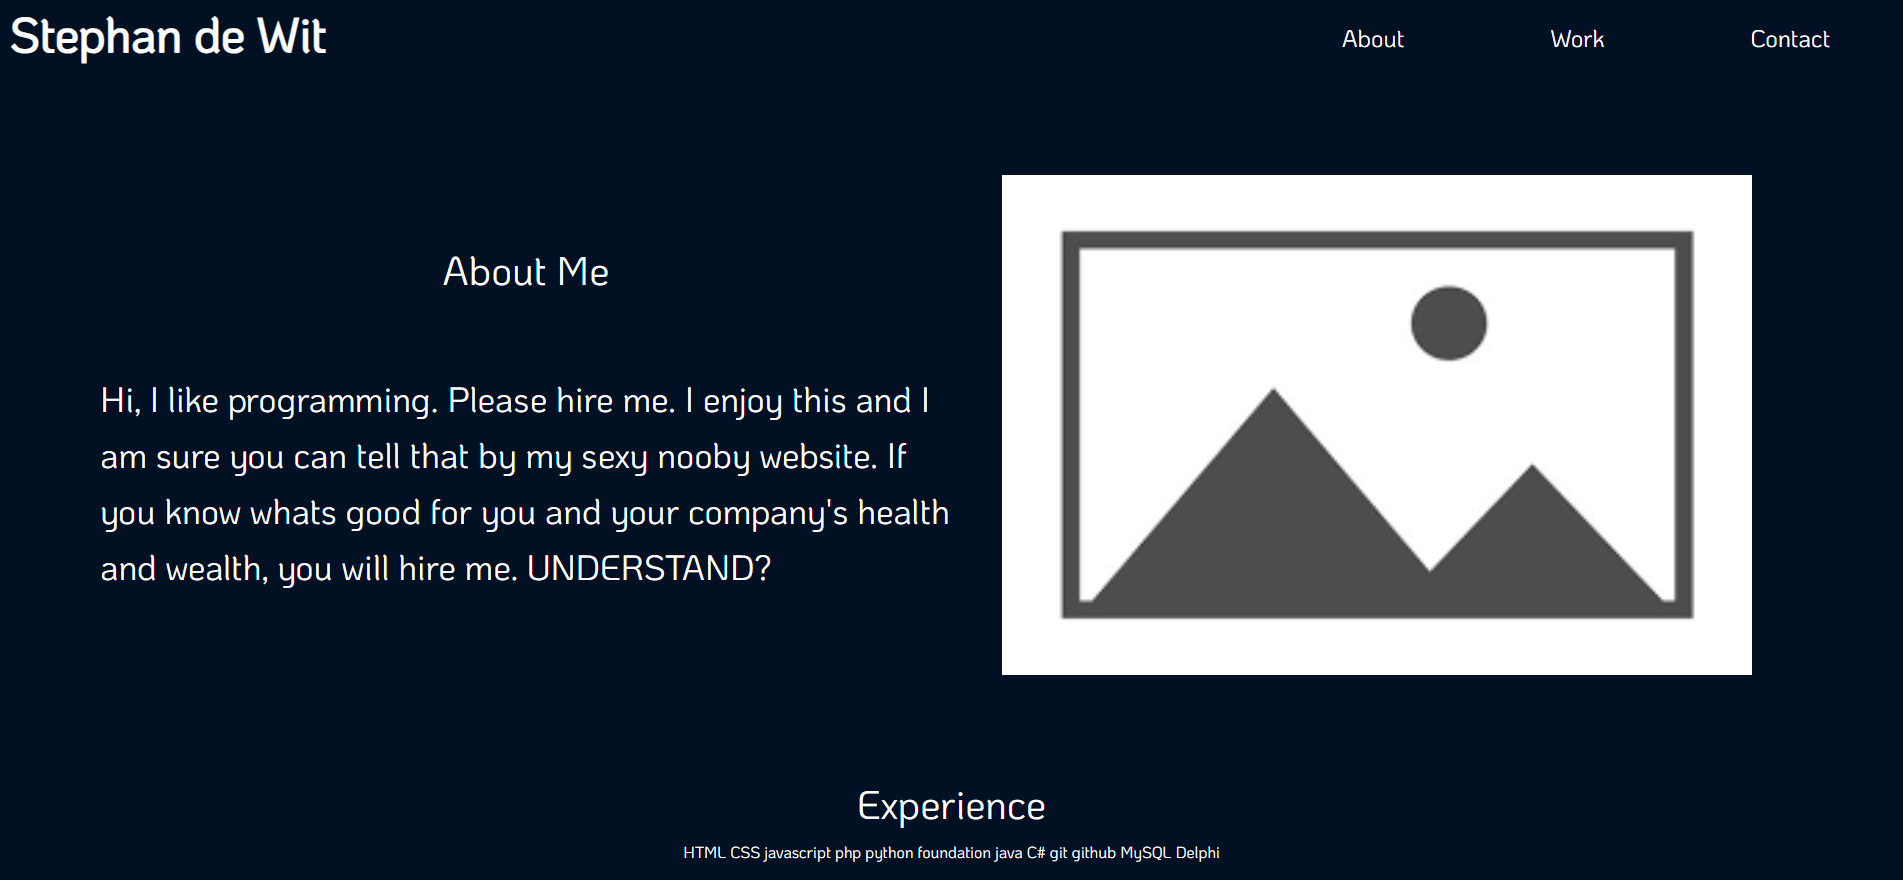 Stephan de Wit
About
Work
Contact
About Me
Hi, I like programming. Please hire me. I enjoy this and I
am sure you can tell that by my sexy nooby website. If
you know whats good for you and your company's health
and wealth, you will hire me. UNDERSTAND?
Experience
HTML CSS javascript php python foundation java C# git github MySQL Delphi